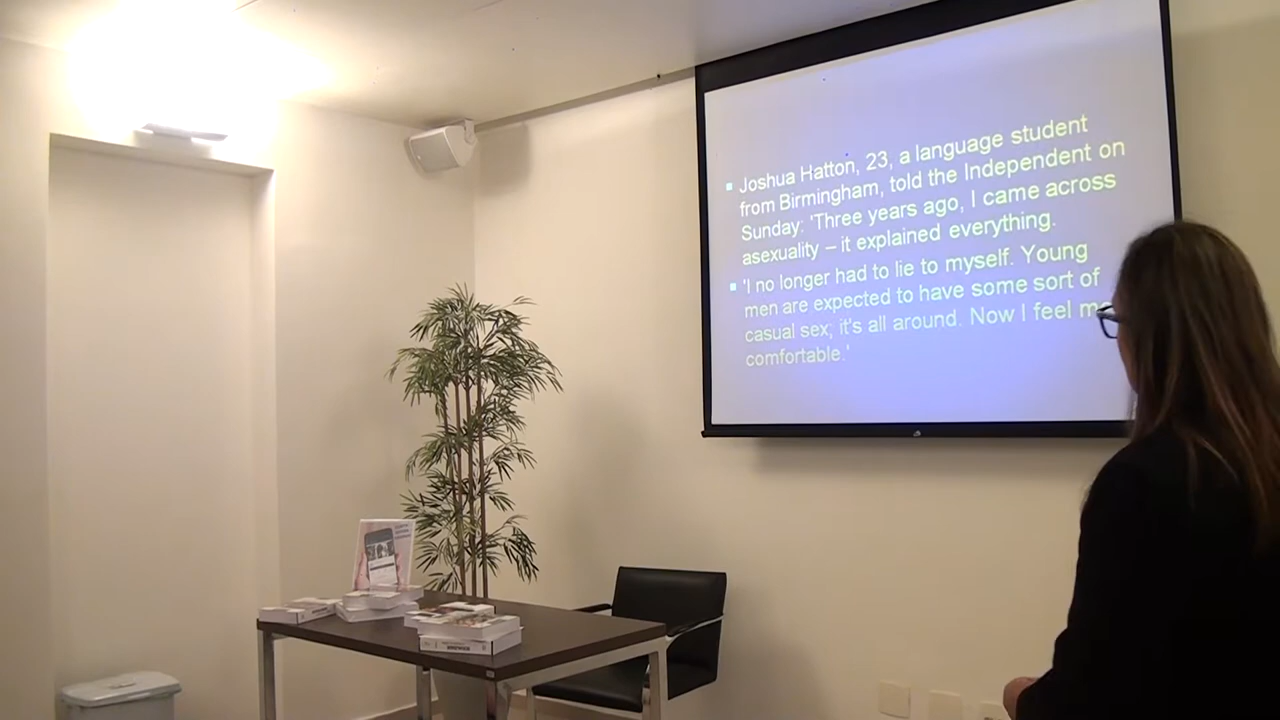 Joshua Hatton, 23, a language student
from Birmingham, told the Independent on
Sunday: 'Three years ago, I came across
asexuality – it explained everything.
'I no longer had to lie to myself. Young
men are expected to have some sort of
casual sex; it's all around. Now I feel
comfortable.'